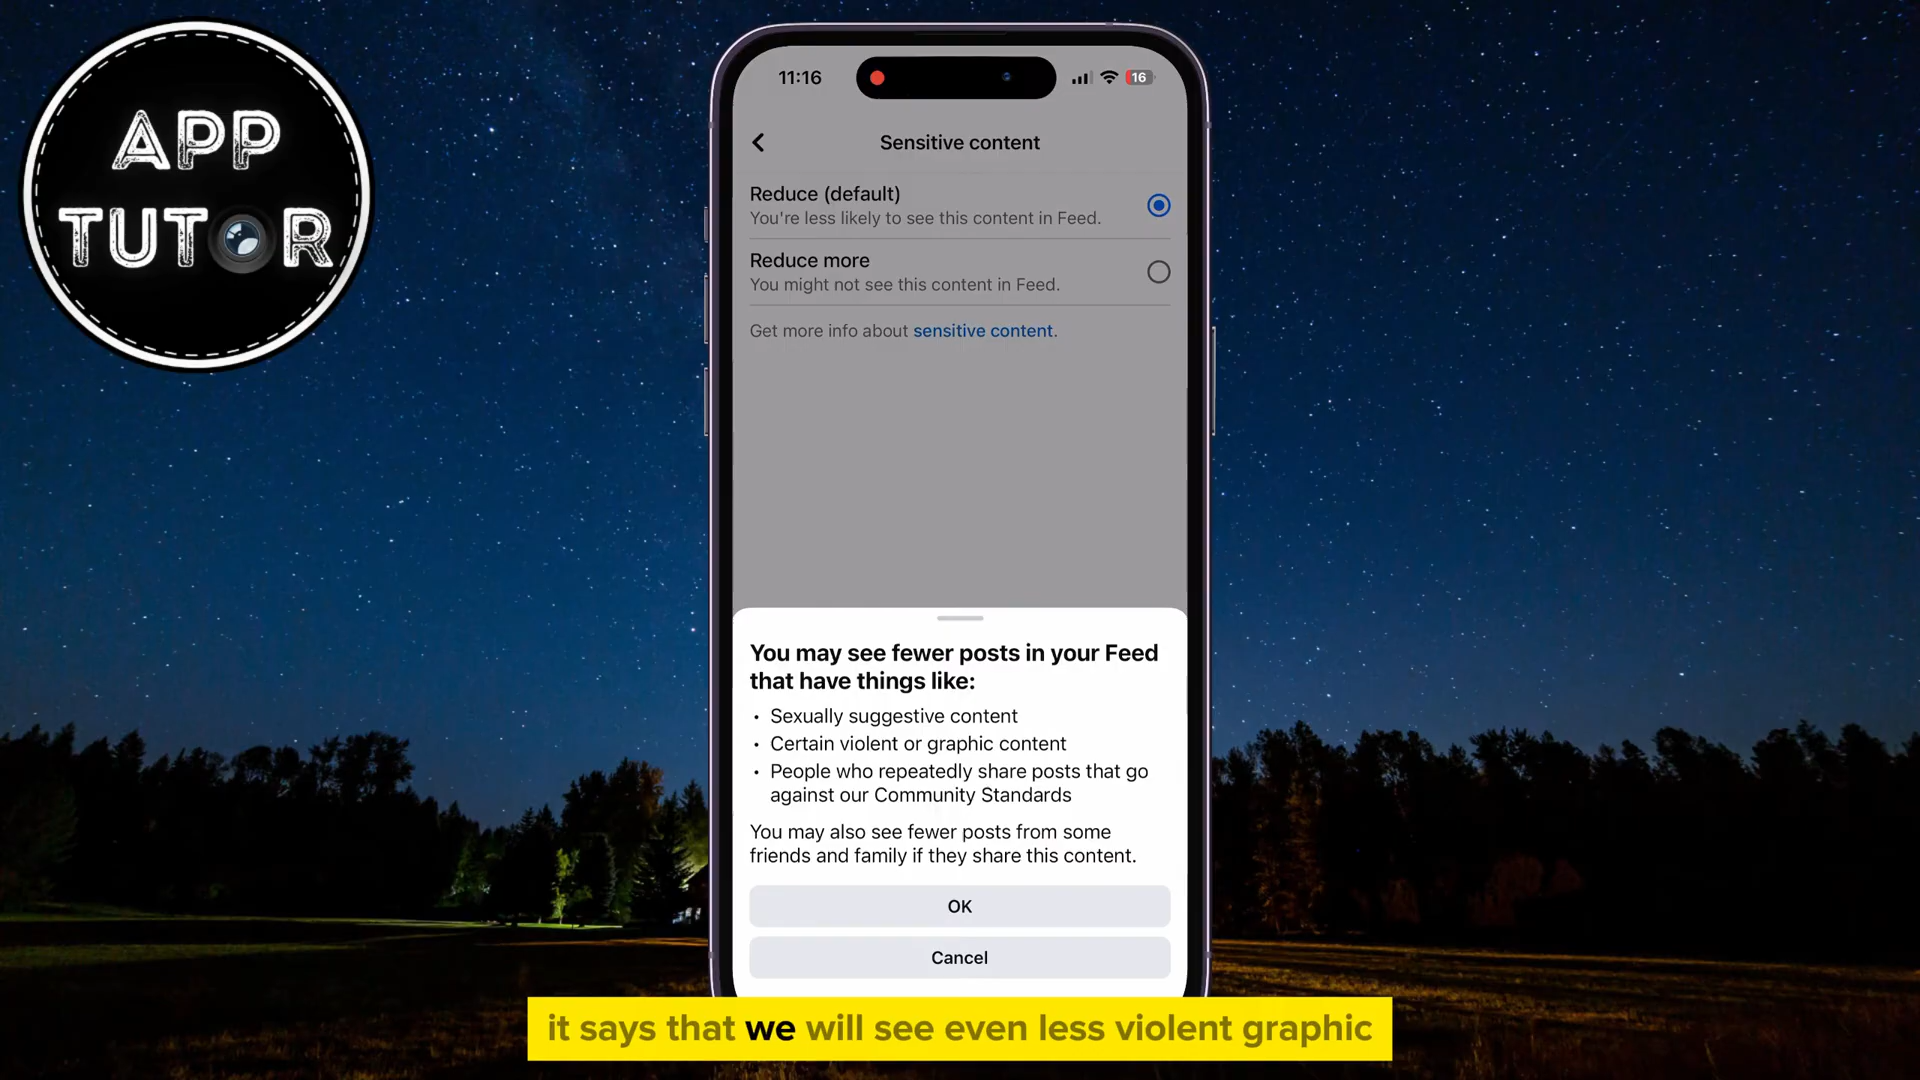 APP
TUTOR
11:16
16
Sensitive content
Reduce (default)
You're less likely to see this content in Feed.
Reduce more
You might not see this content in Feed.
Get more info about sensitive content.
You may see fewer posts in your Feed
that have things like:
• Sexually suggestive content
• Certain violent or graphic content
• People who repeatedly share posts that go
against our Community Standards
You may also see fewer posts from some
friends and family if they share this content.
OK
Cancel
it says that we will see even less violent graphic